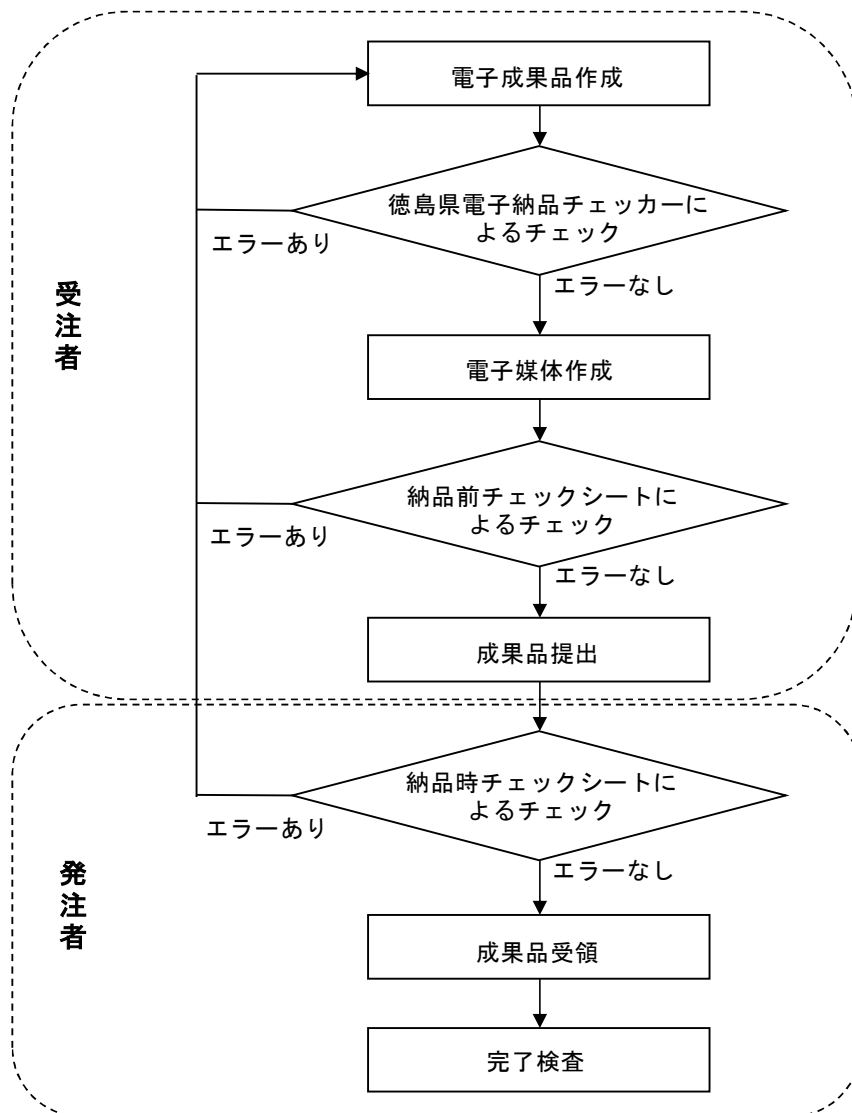 電子成果品作成
徳島県電子納品チェッカーに
よるチェック
エラーあり
エラーなし
受注者
電子媒体作成
納品前チェックシートに
よるチェック
エラーあり
エラーなし
成果品提出
納品時チェックシートに
よるチェック
エラーあり
エラーなし
発注者
成果品受領
完了検査